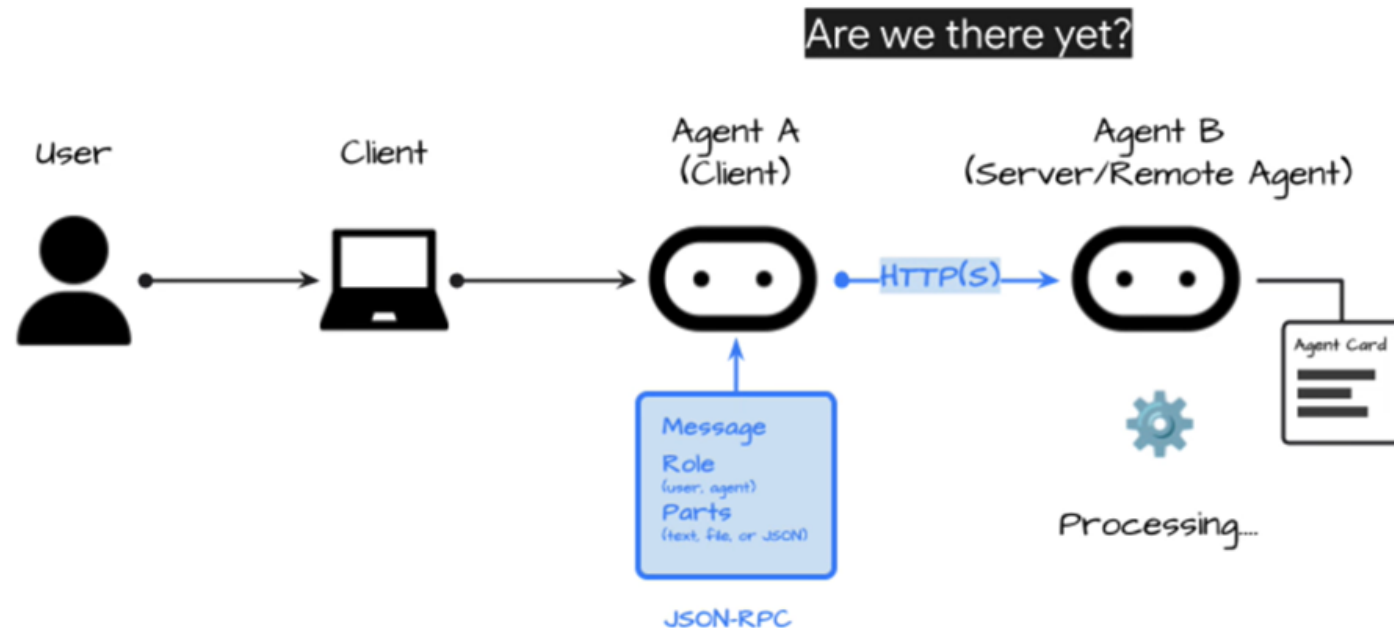 Are we there yet?
User
Client
Agent A
(Client)
Agent B
(Server/Remote Agent)
HTTP(S)
Agent Card
Message
Role
(user, agent)
Parts
(text, file, or JSON)
Processing....
JSON-RPC